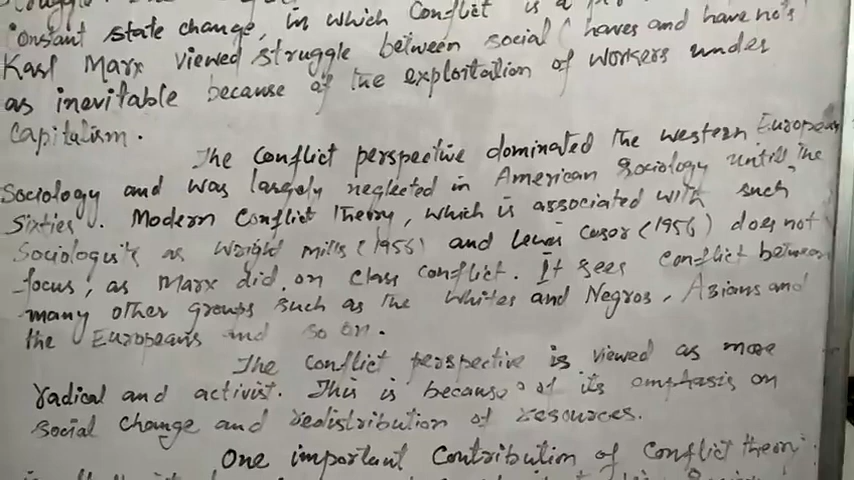 constant state change, in which Conflict is a
Karl Marx viewed struggle between social (haves and have no's
as inevitable because of the exploitation of workers under
Capitalism.
The Conflict perspective dominated the western European
Sociology and was largely neglected in American Sociology untill the
Sixties. Modern Conflict Theory, which is associated with such
Sociologists as Wright mills (1956) and Lewis Coser (1956) does not
focus, as Marx did, on Class conflict. It sees conflict between
many other groups such as the Whites and Negros, Asians and
the Europeans and so on.
The conflict perspective is viewed as more
radical and activist. This is because of its emphasis on
social change and redistribution of resources.
One important Contribution of Conflict theory